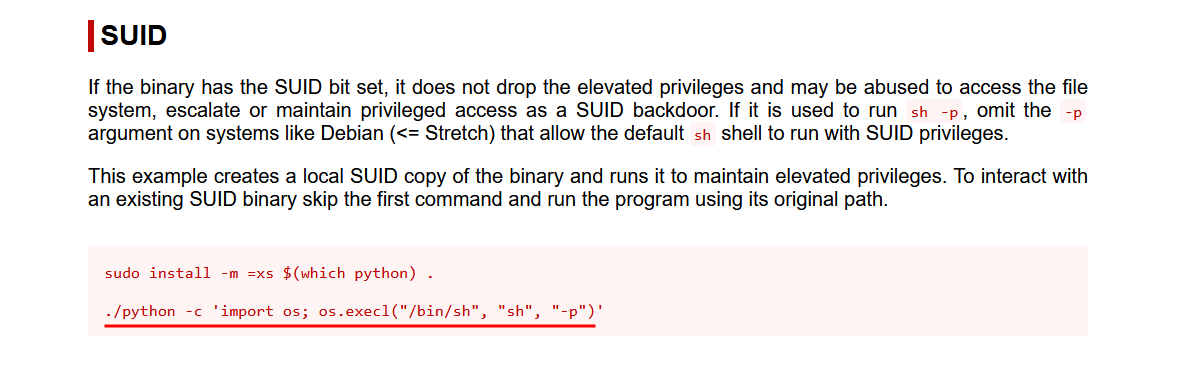 SUID
If the binary has the SUID bit set, it does not drop the elevated privileges and may be abused to access the file
system, escalate or maintain privileged access as a SUID backdoor. If it is used to run sh -p, omit the -p
argument on systems like Debian (<= Stretch) that allow the default sh shell to run with SUID privileges.
This example creates a local SUID copy of the binary and runs it to maintain elevated privileges. To interact with
an existing SUID binary skip the first command and run the program using its original path.
sudo install -m =xs $(which python) .
./python -c 'import os; os.execl("/bin/sh", "sh", "-p")'